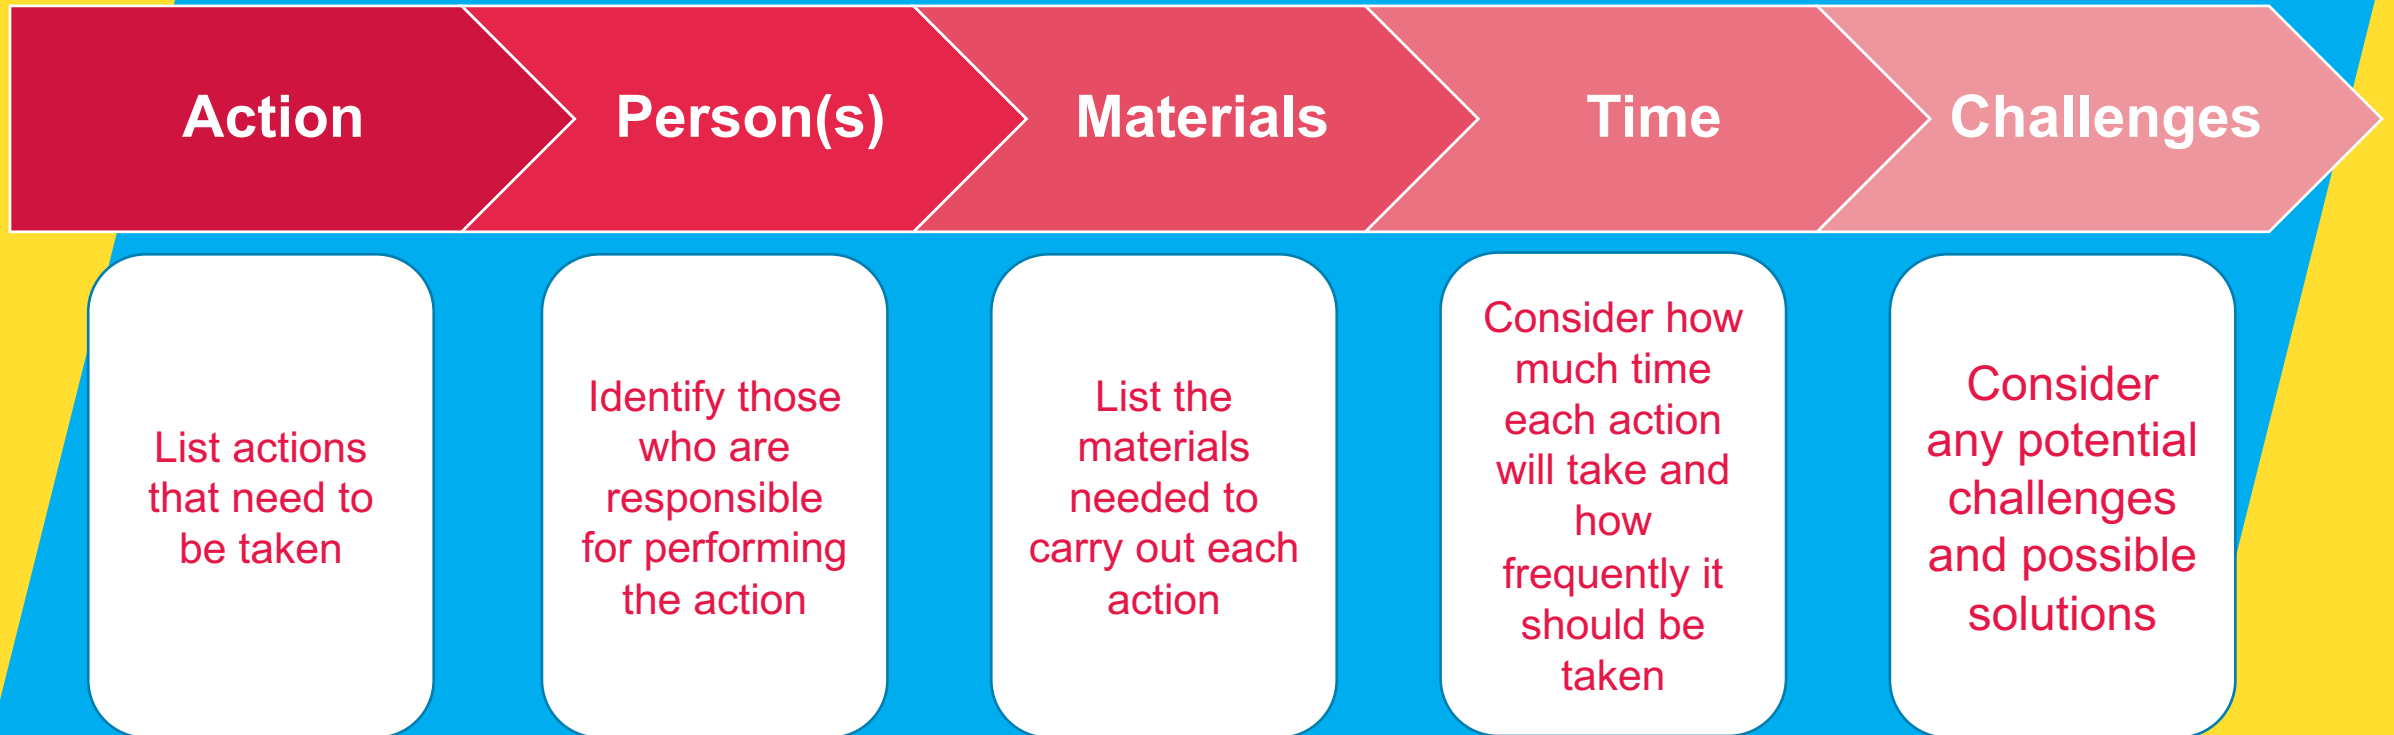 Action
Person(s)
Materials
Time
Challenges
List actions
that need to
be taken
Identify those
who are
responsible
for performing
the action
List the
materials
needed to
carry out each
action
Consider how
much time
each action
will take and
how
frequently it
should be
taken
Consider
any potential
challenges
and possible
solutions